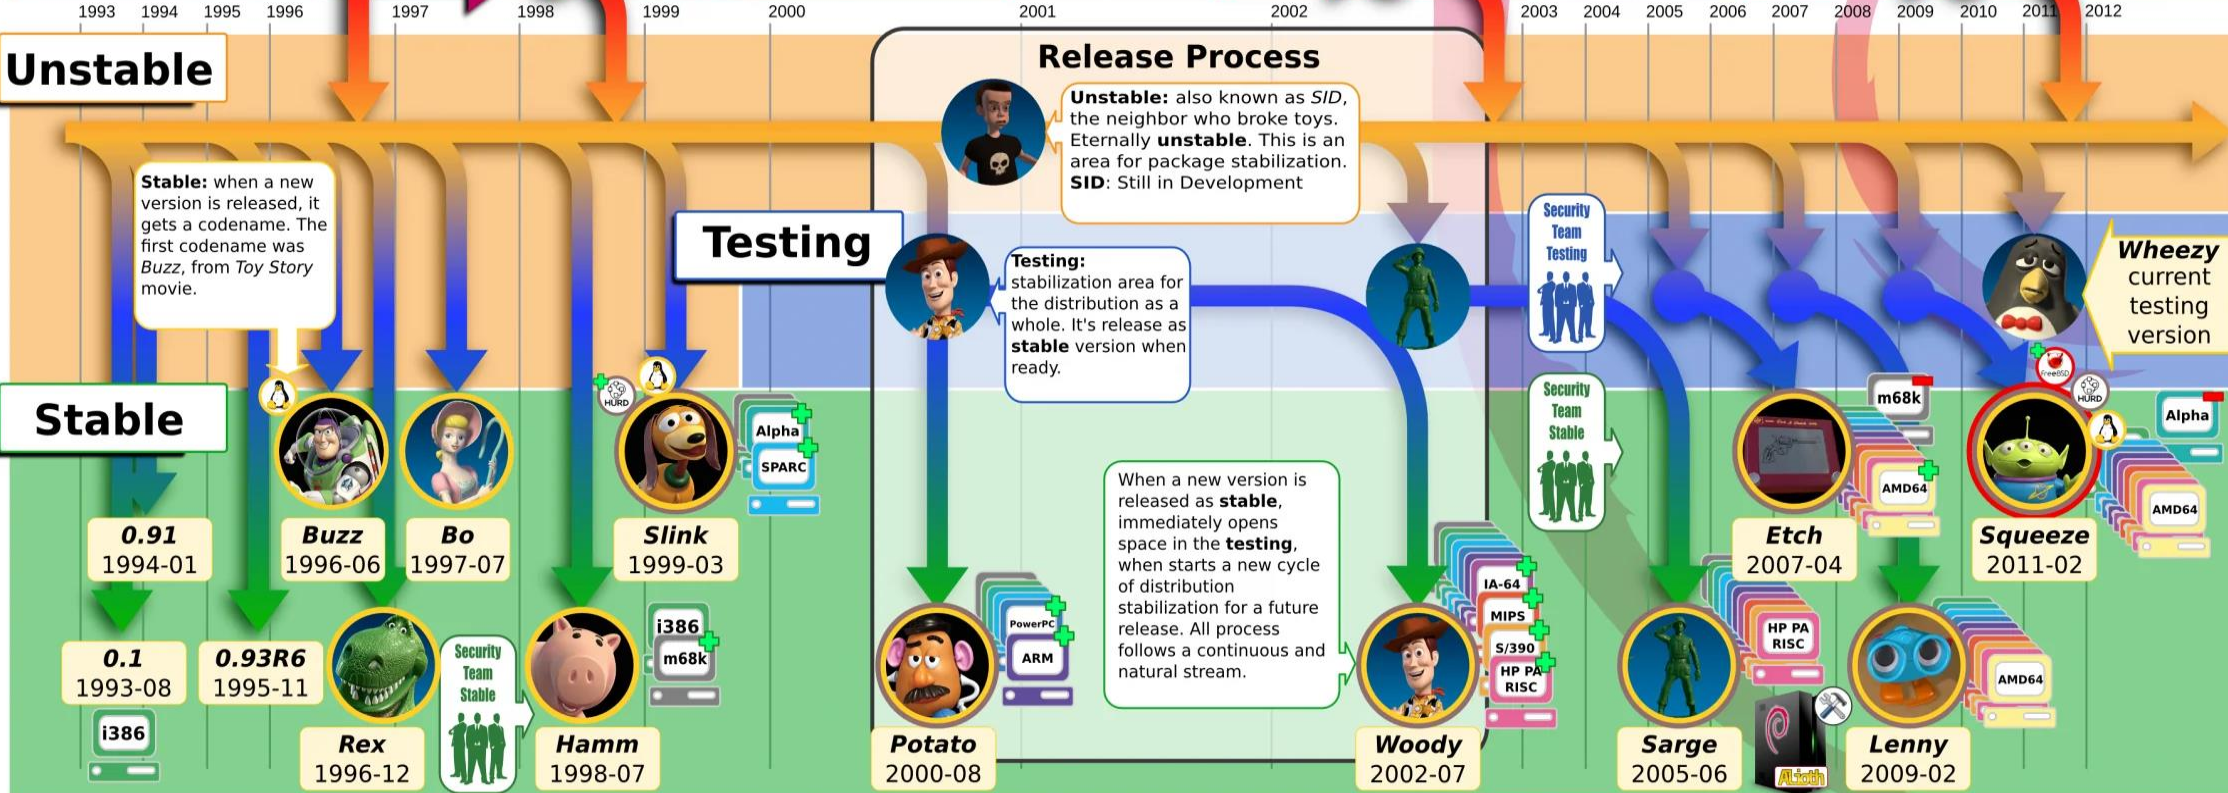 1993 1994 1995 1996 1997 1998 1999 2000 2001 2002 2003 2004 2005 2006 2007 2008 2009 2010 2011 2012
Unstable
Release Process
Unstable: also known as SID,
the neighbor who broke toys.
Eternally unstable. This is an
area for package stabilization.
SID: Still in Development
Stable: when a new
version is released, it
gets a codename. The
first codename was
Buzz, from Toy Story
movie.
Testing
Testing:
stabilization area for
the distribution as a
whole. It's release as
stable version when
ready.
Security
Team
Testing
Wheezy
current
testing
version
Stable
HURD
Alpha
SPARC
Security
Team
Stable
m68k
AMD64
FreeBSD
HURD
Alpha
AMD64
0.91
1994-01
Buzz
1996-06
Bo
1997-07
Slink
1999-03
When a new version is
released as stable,
immediately opens
space in the testing,
when starts a new cycle
of distribution
stabilization for a future
release. All process
follows a continuous and
natural stream.
Etch
2007-04
Squeeze
2011-02
0.1
1993-08
i386
0.93R6
1995-11
Rex
1996-12
Security
Team
Stable
Hamm
1998-07
i386
m68k
PowerPC
ARM
Potato
2000-08
IA-64
MIPS
S/390
HP PA
RISC
Woody
2002-07
HP PA
RISC
Sarge
2005-06
Alioth
AMD64
Lenny
2009-02